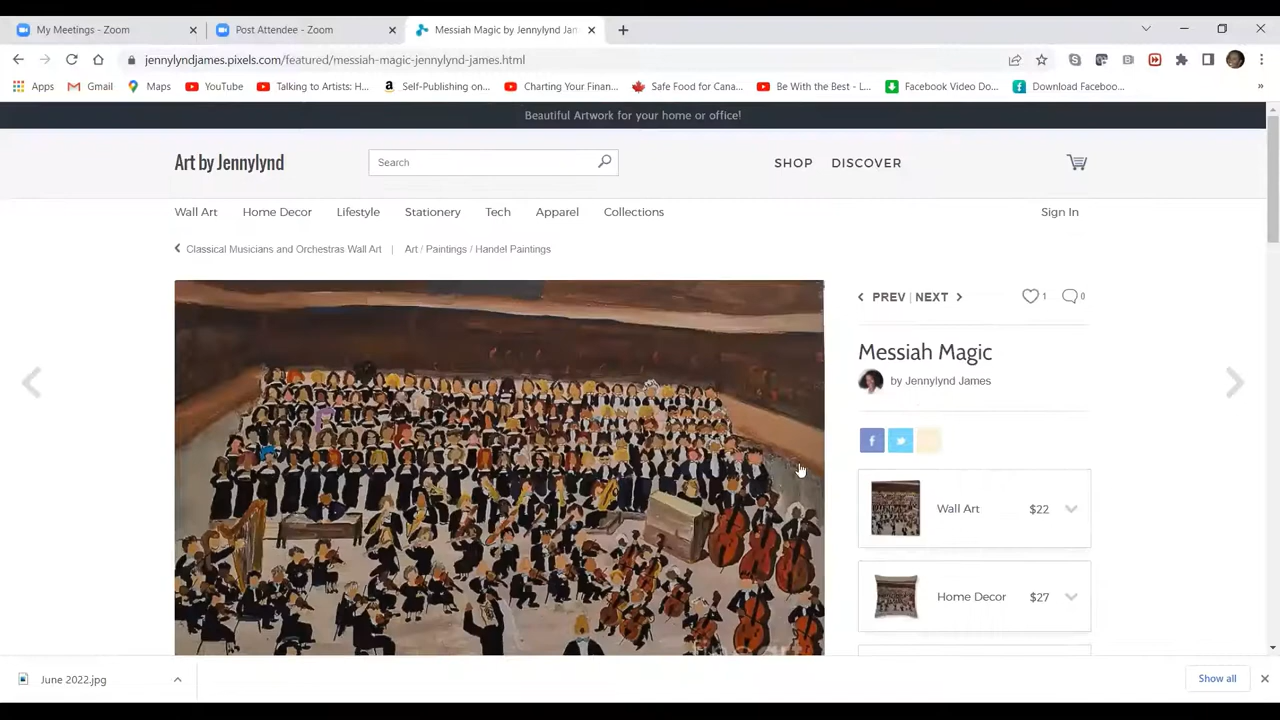 My Meetings - Zoom
Post Attendee - Zoom
Messiah Magic by Jennylynd Jan
jennylyndjames.pixels.com/featured/messiah-magic-jennylynd-james.html
Apps
Gmail
Maps
YouTube
Talking to Artists: H...
Self-Publishing on...
Charting Your Finan...
Safe Food for Cana...
Be With the Best - L...
Facebook Video Do...
Download Faceboo...
Beautiful Artwork for your home or office!
Art by Jennylynd
Search
SHOP
DISCOVER
Wall Art
Home Decor
Lifestyle
Stationery
Tech
Apparel
Collections
Sign In
Classical Musicians and Orchestras Wall Art | Art / Paintings / Handel Paintings
PREV | NEXT
1
0
Messiah Magic
by Jennylynd James
Wall Art
$22
Home Decor
$27
June 2022.jpg
Show all